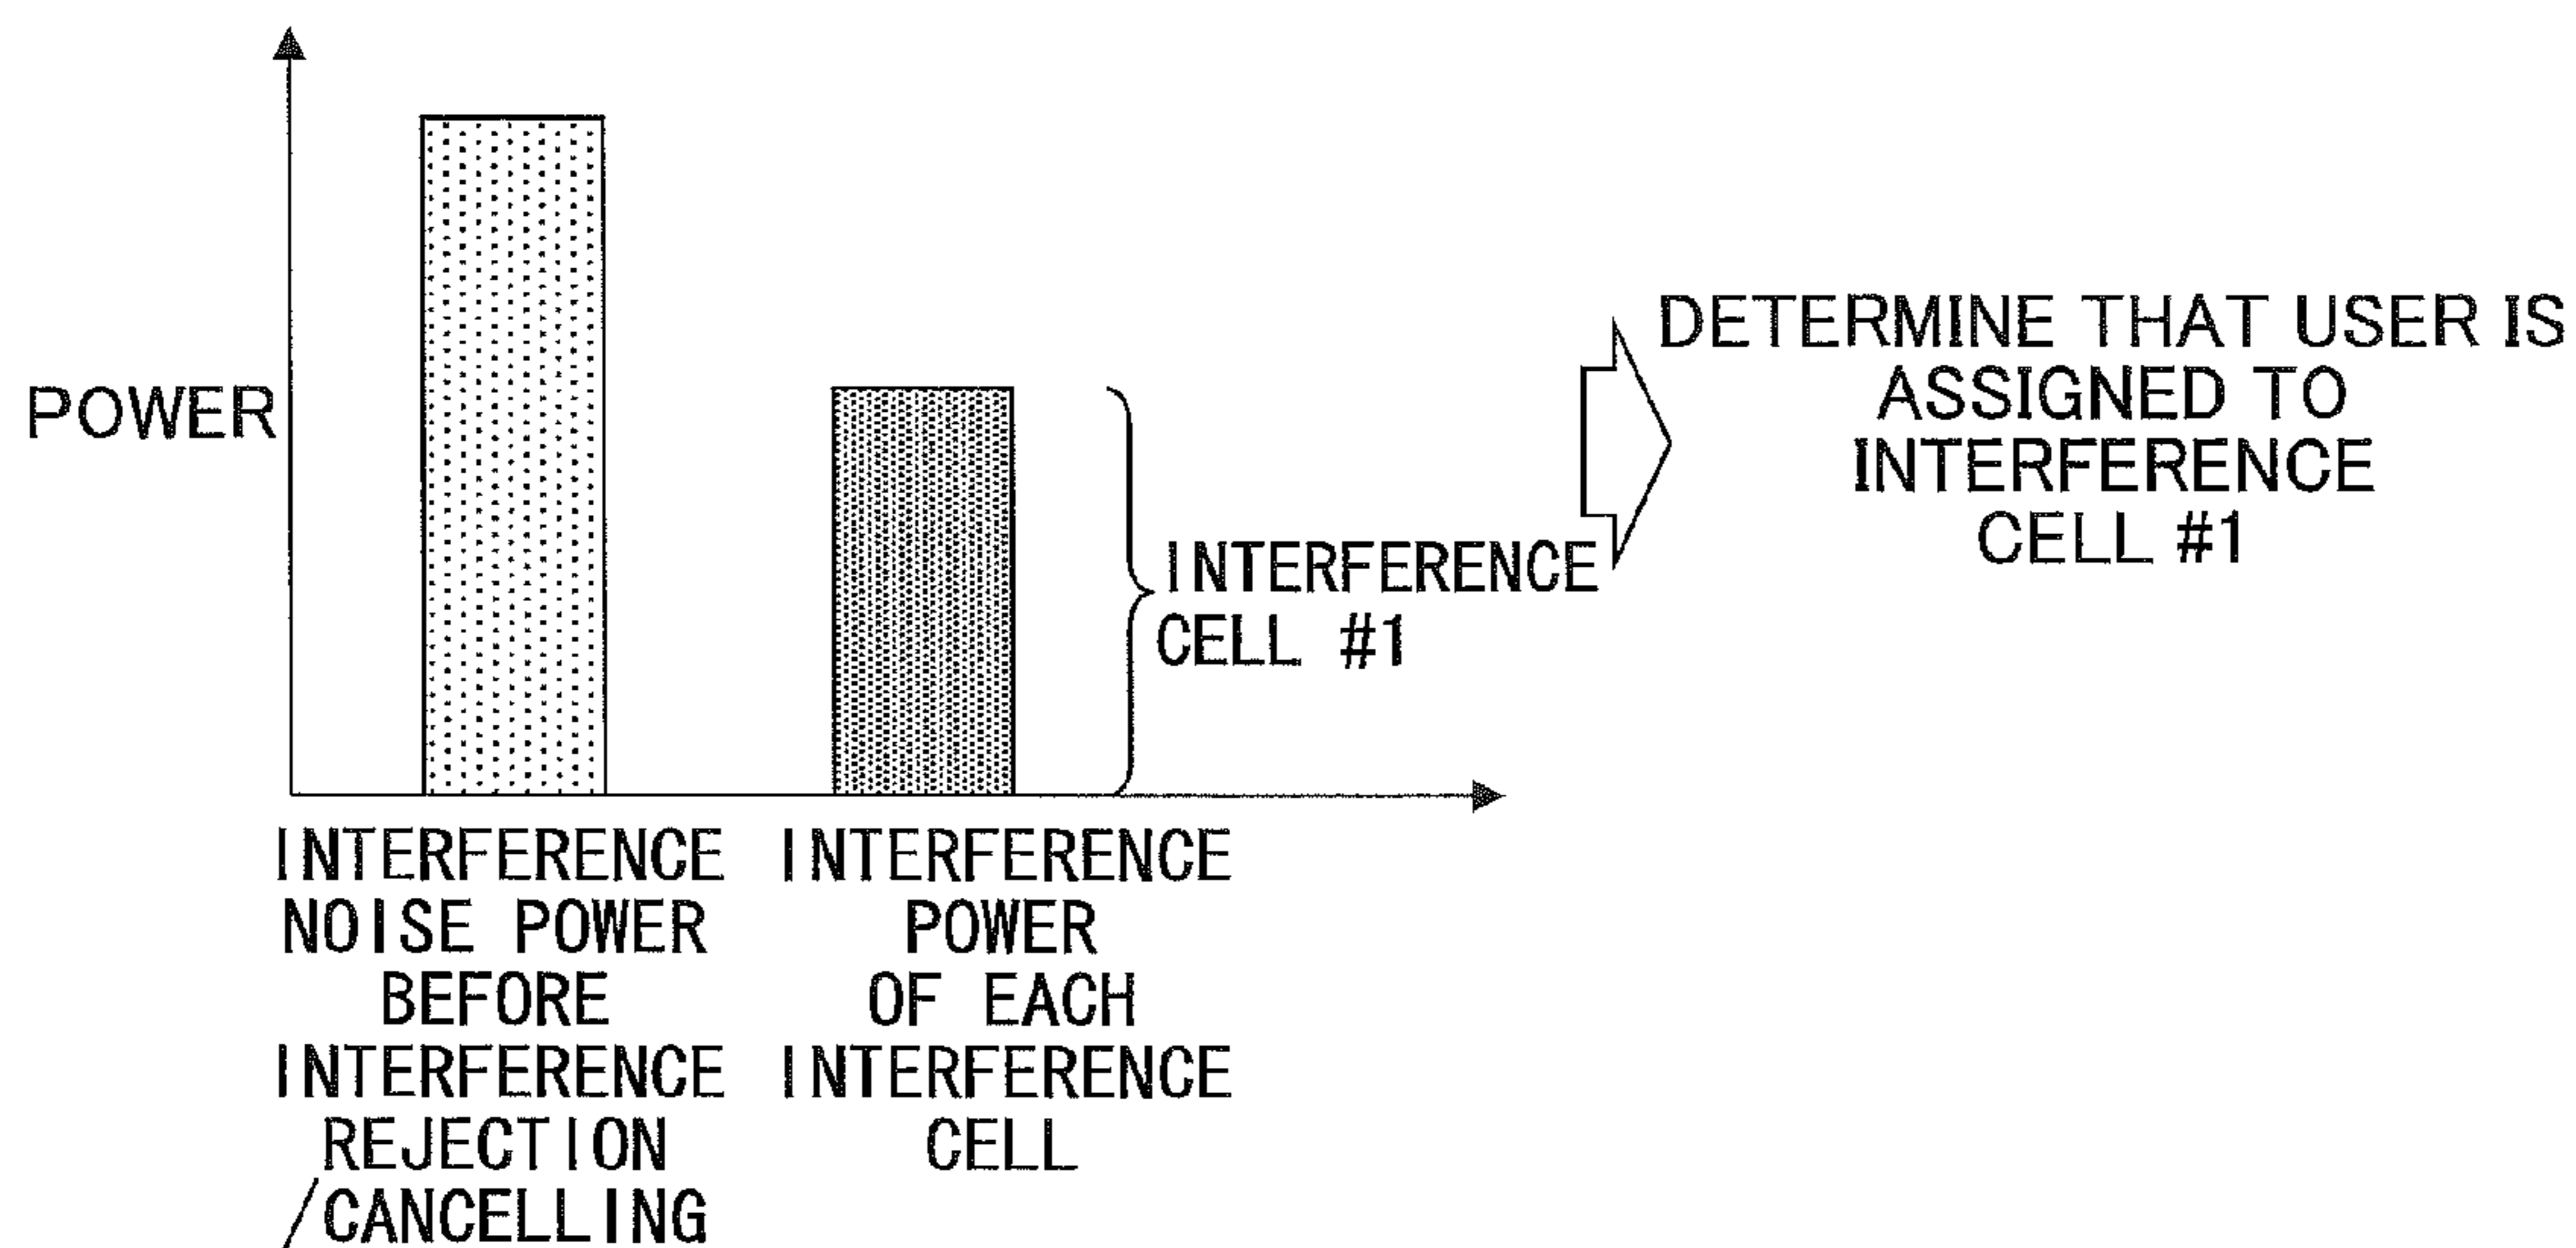 POWER
INTERFERENCE
NOISE POWER
BEFORE
INTERFERENCE
REJECTION
/CANCELLING
INTERFERENCE
POWER
OF EACH
INTERFERENCE
CELL
INTERFERENCE
CELL #1
DETERMINE THAT USER IS
ASSIGNED TO
INTERFERENCE
CELL #1